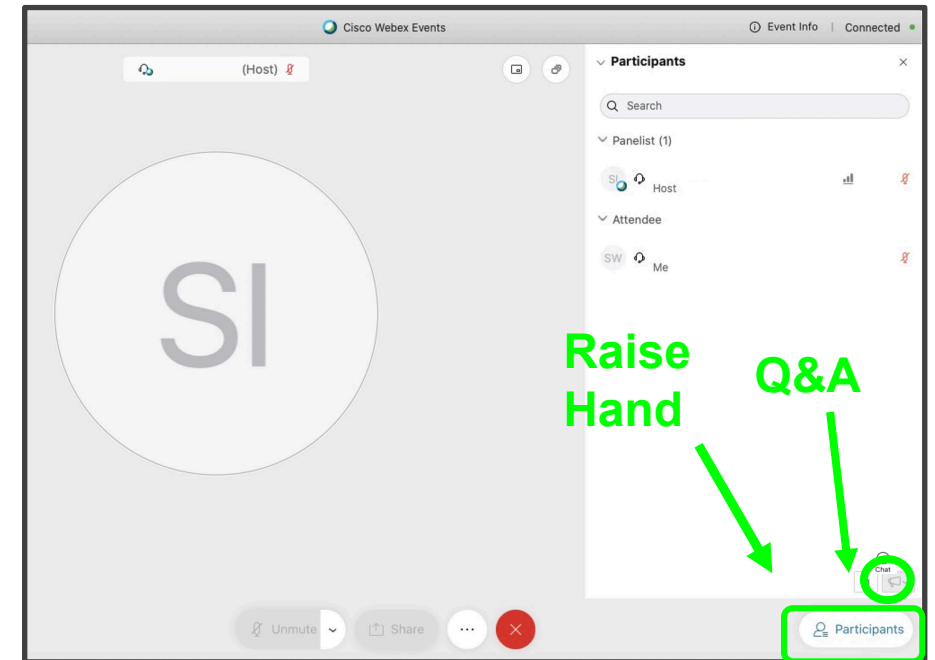 Cisco Webex Events
Event Info
Connected
(Host)
Participants
Search
Panelist (1)
SI
Host
Attendee
SW
Me
SI
Raise
Hand
Q&A
Chat
Unmute
Share
Participants